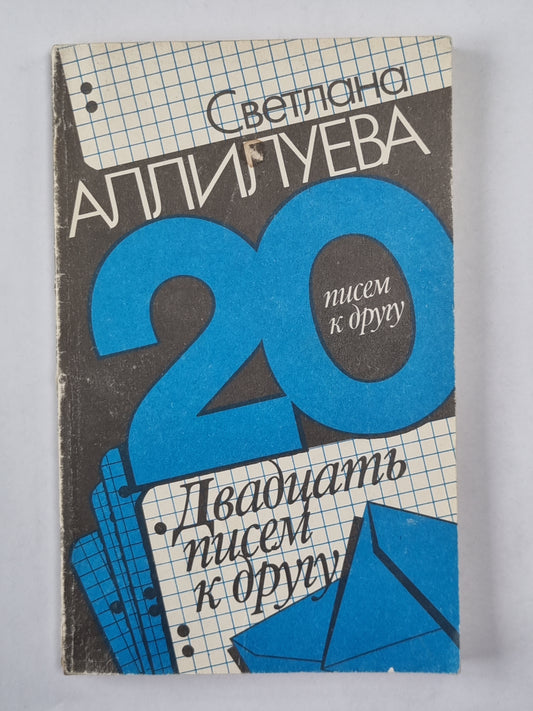 Светлана
АЛЛИЛУЕВА
20
писем
к другу
Двадцать
писем
к другу